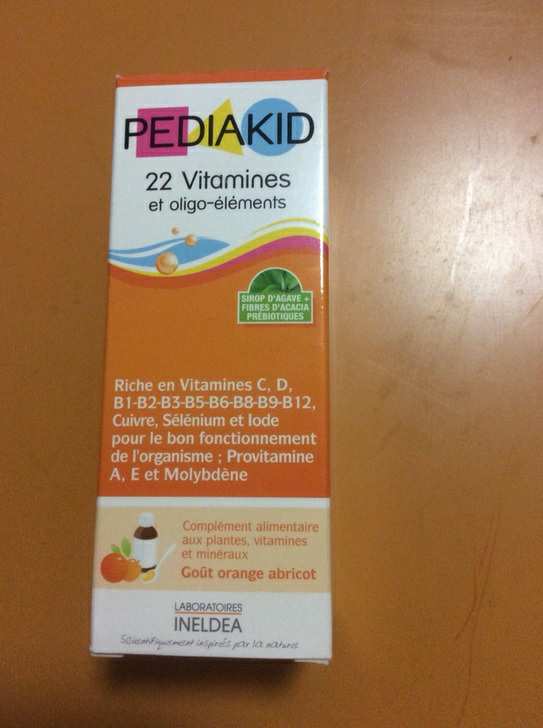 PEDIAKID
22 Vitamines
et oligo-éléments
SIROP D'AGAVE +
FIBRES D'ACACIA
PRÉBIOTIQUES
Riche en Vitamines C, D,
B1-B2-B3-B5-B6-B8-B9-B12,
Cuivre, Sélénium et Iode
pour le bon fonctionnement
de l'organisme ; Provitamine
A, E et Molybdène
Complément alimentaire
aux plantes, vitamines
et minéraux
Goût orange abricot
LABORATOIRES
INELDEA
Scientifiquement inspirés par la nature